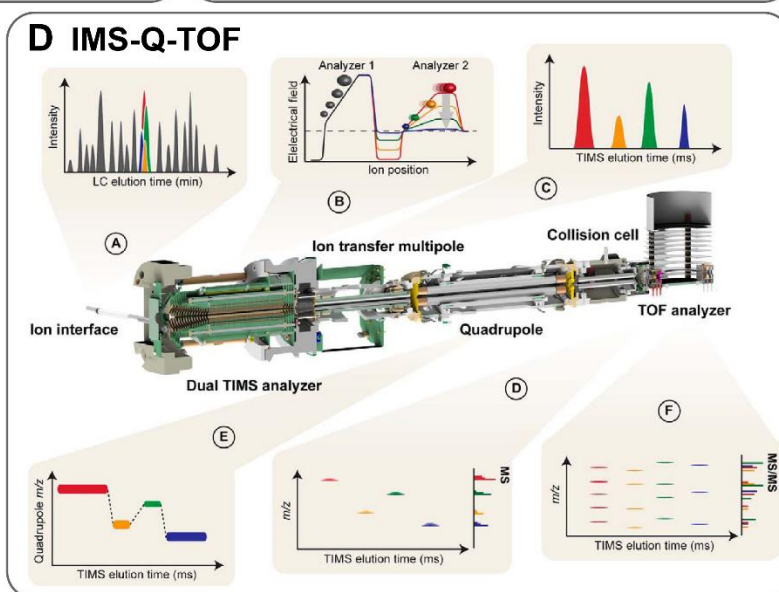 D IMS-Q-TOF
Intensity
LC elution time (min)
Analyzer 1
Analyzer 2
Elelectrical field
Ion position
Intensity
TIMS elution time (ms)
A
B
C
Ion transfer multipole
Collision cell
Ion interface
Quadrupole
TOF analyzer
Dual TIMS analyzer
D
E
F
Quadrupole m/z
TIMS elution time (ms)
m/z
MS
TIMS elution time (ms)
m/z
MS/MS
TIMS elution time (ms)